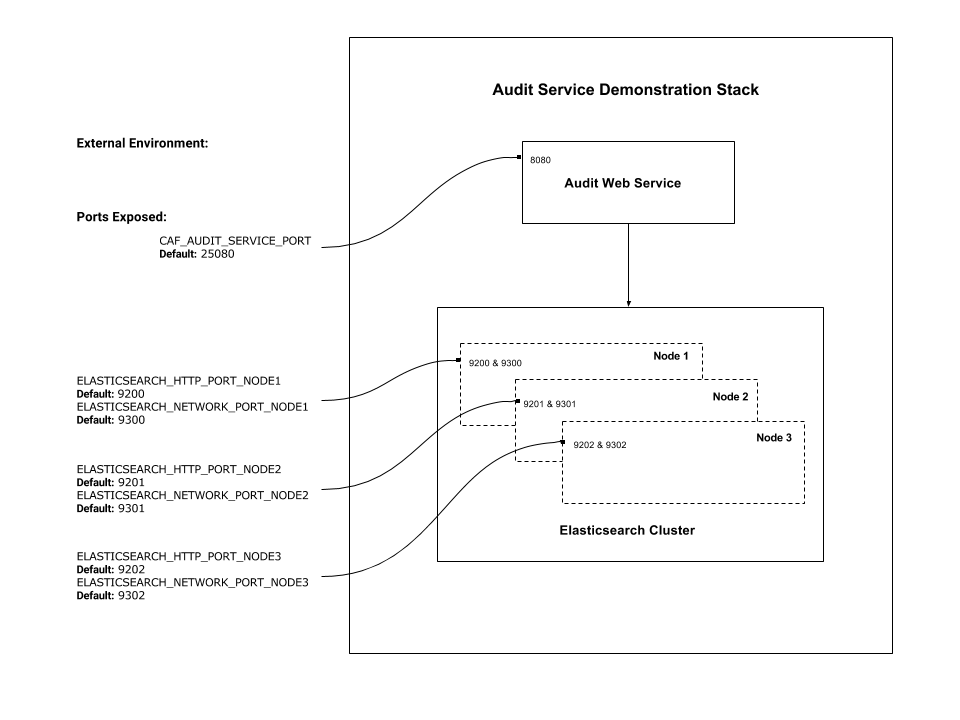 Audit Service Demonstration Stack
External Environment:
8080
Audit Web Service
Ports Exposed:
CAF_AUDIT_SERVICE_PORT
Default: 25080
Node 1
9200 & 9300
ELASTICSEARCH_HTTP_PORT_NODE1
Default: 9200
ELASTICSEARCH_NETWORK_PORT_NODE1
Default: 9300
Node 2
9201 & 9301
Node 3
9202 & 9302
ELASTICSEARCH_HTTP_PORT_NODE2
Default: 9201
ELASTICSEARCH_NETWORK_PORT_NODE2
Default: 9301
Elasticsearch Cluster
ELASTICSEARCH_HTTP_PORT_NODE3
Default: 9202
ELASTICSEARCH_NETWORK_PORT_NODE3
Default: 9302